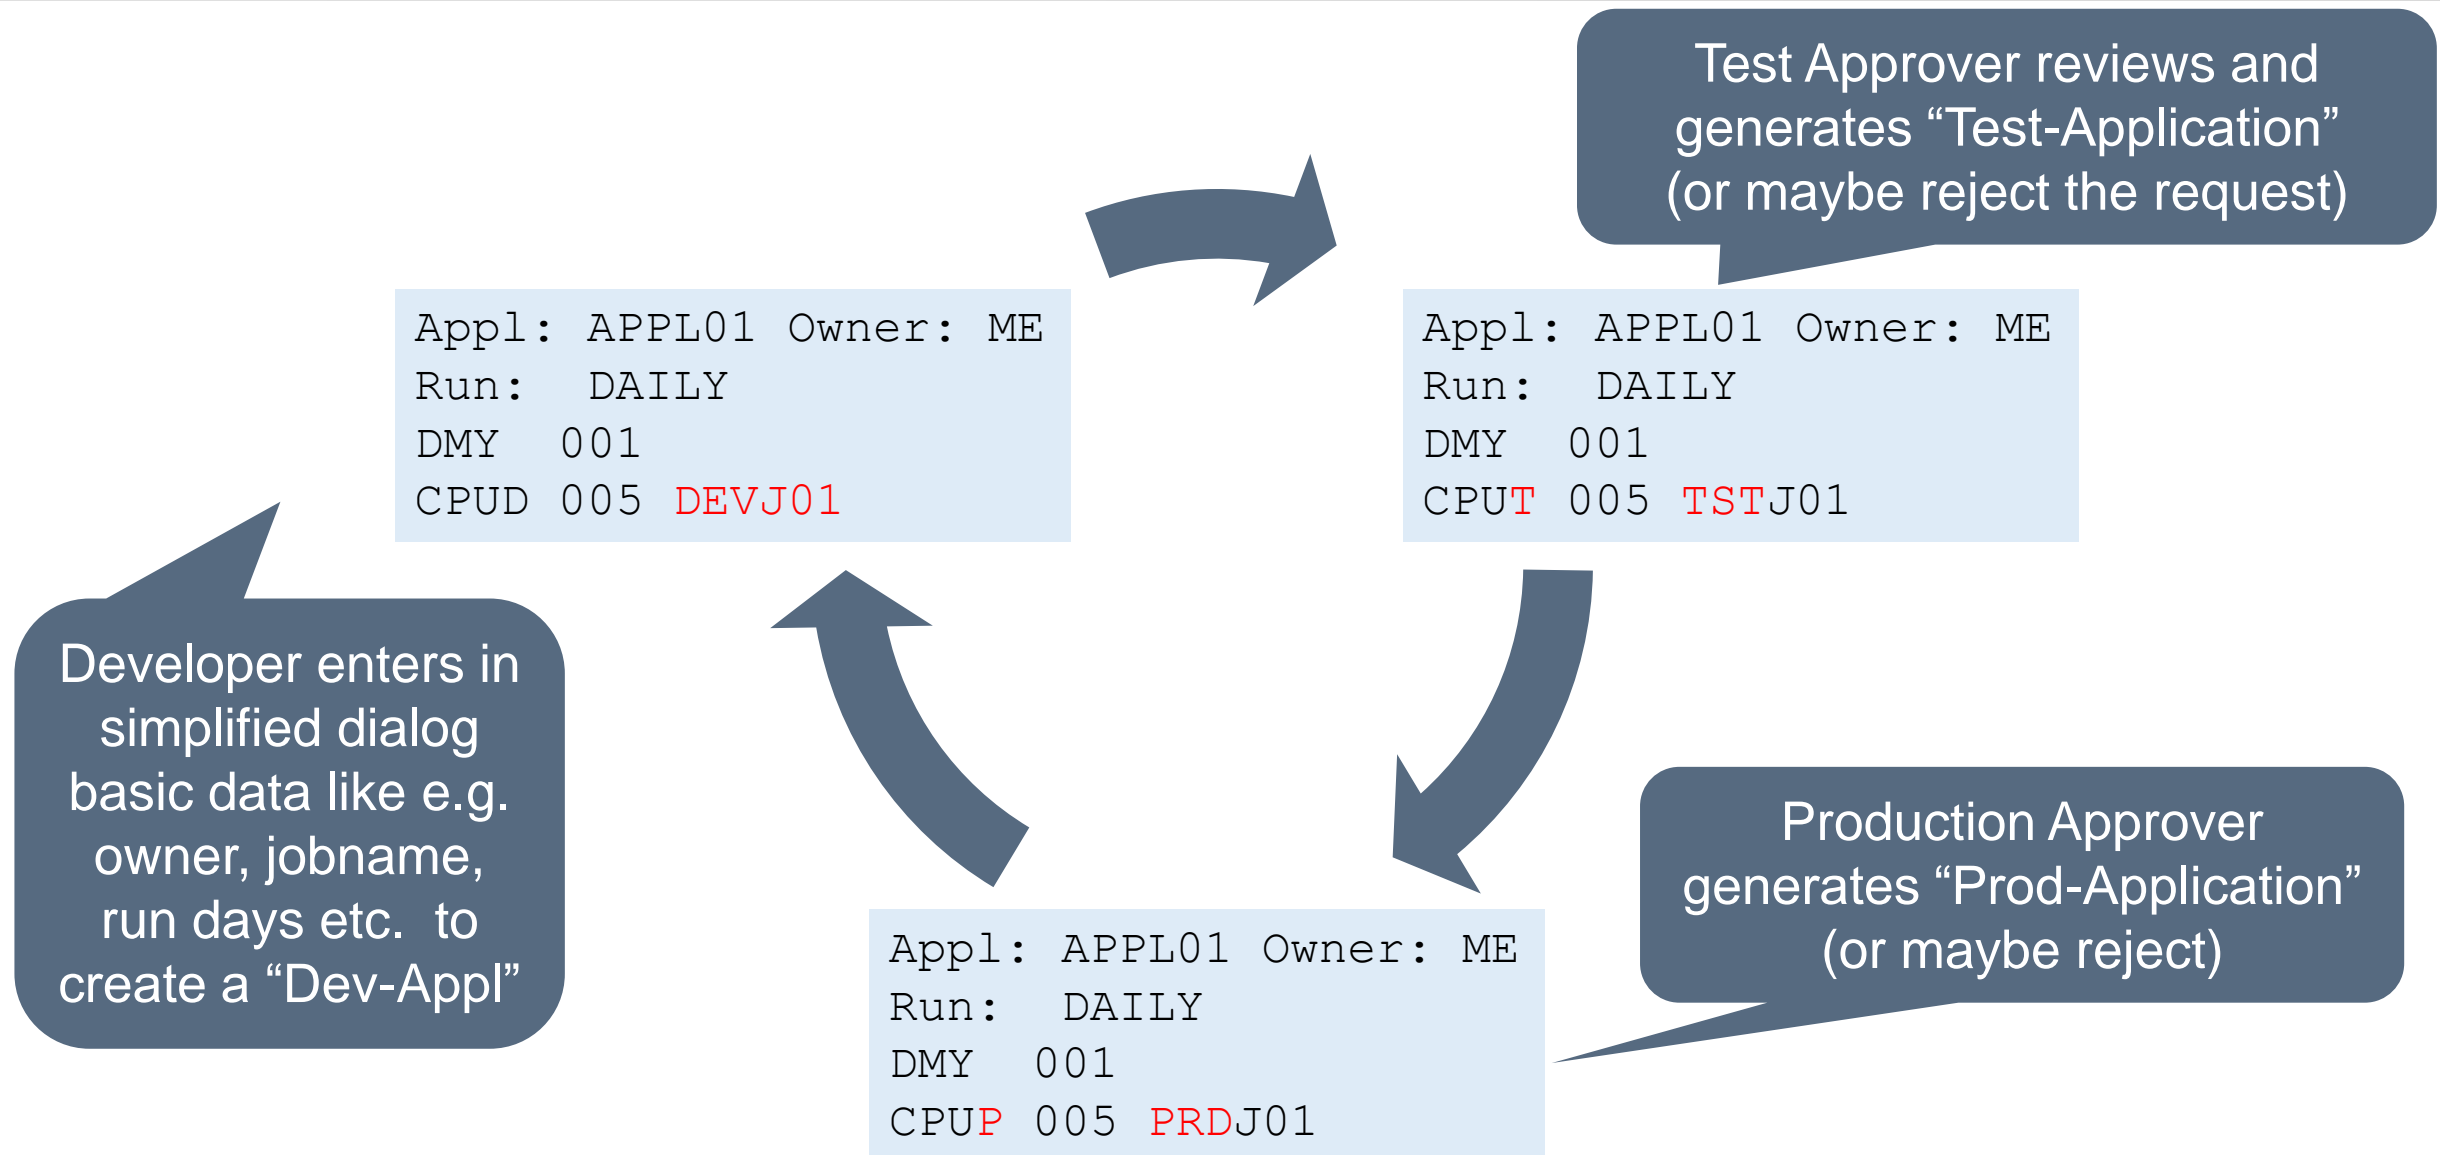 Test Approver reviews and
generates “Test-Application”
(or maybe reject the request)
Appl: APPL01 Owner: ME
Run:  DAILY
DMY  001
CPUD 005 DEVJ01
Appl: APPL01 Owner: ME
Run:  DAILY
DMY  001
CPUT 005 TSTJ01
Developer enters in
simplified dialog
basic data like e.g.
owner, jobname,
run days etc.  to
create a “Dev-Appl”
Production Approver
generates “Prod-Application”
(or maybe reject)
Appl: APPL01 Owner: ME
Run:  DAILY
DMY  001
CPUP 005 PRDJ01